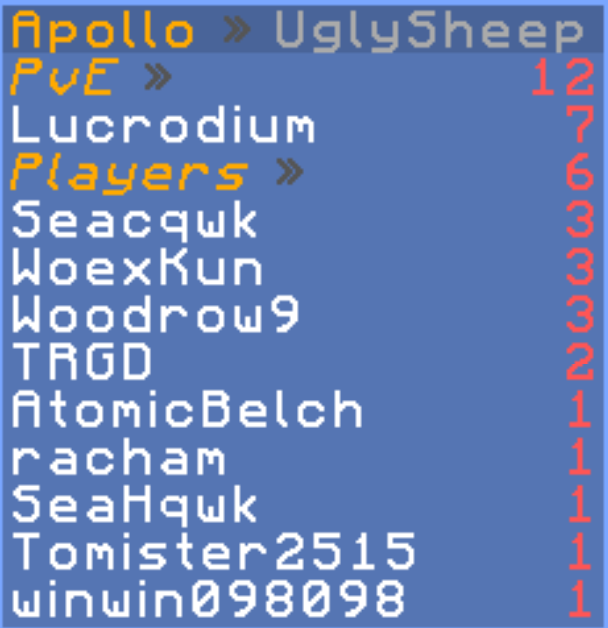 Apollo » UglySheep
PvE » 12
Lucrodium 7
Players » 6
Seacqwk 3
WoexKun 3
Woodrow9 3
TRGD 2
AtomicBelch 1
racham 1
SeaHqwk 1
Tomister2515 1
winwin098098 1